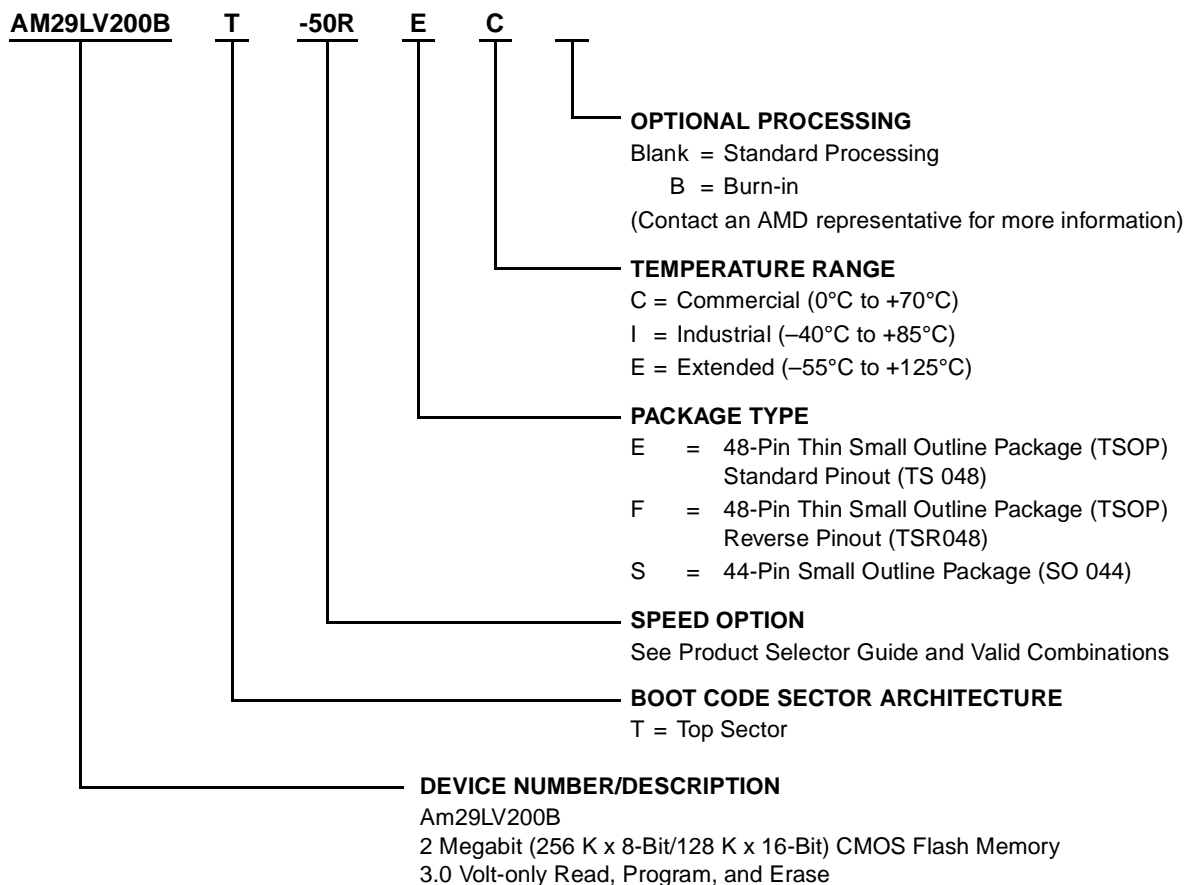 AM29LV200B T -50R E C
OPTIONAL PROCESSING
Blank = Standard Processing
B = Burn-in
(Contact an AMD representative for more information)
TEMPERATURE RANGE
C = Commercial (0°C to +70°C)
I = Industrial (–40°C to +85°C)
E = Extended (–55°C to +125°C)
PACKAGE TYPE
E = 48-Pin Thin Small Outline Package (TSOP)
Standard Pinout (TS 048)
F = 48-Pin Thin Small Outline Package (TSOP)
Reverse Pinout (TSR048)
S = 44-Pin Small Outline Package (SO 044)
SPEED OPTION
See Product Selector Guide and Valid Combinations
BOOT CODE SECTOR ARCHITECTURE
T = Top Sector
DEVICE NUMBER/DESCRIPTION
Am29LV200B
2 Megabit (256 K x 8-Bit/128 K x 16-Bit) CMOS Flash Memory
3.0 Volt-only Read, Program, and Erase